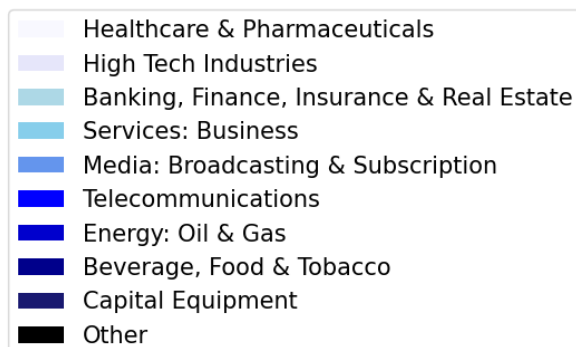 Healthcare & Pharmaceuticals
High Tech Industries
Banking, Finance, Insurance & Real Estate
Services: Business
Media: Broadcasting & Subscription
Telecommunications
Energy: Oil & Gas
Beverage, Food & Tobacco
Capital Equipment
Other